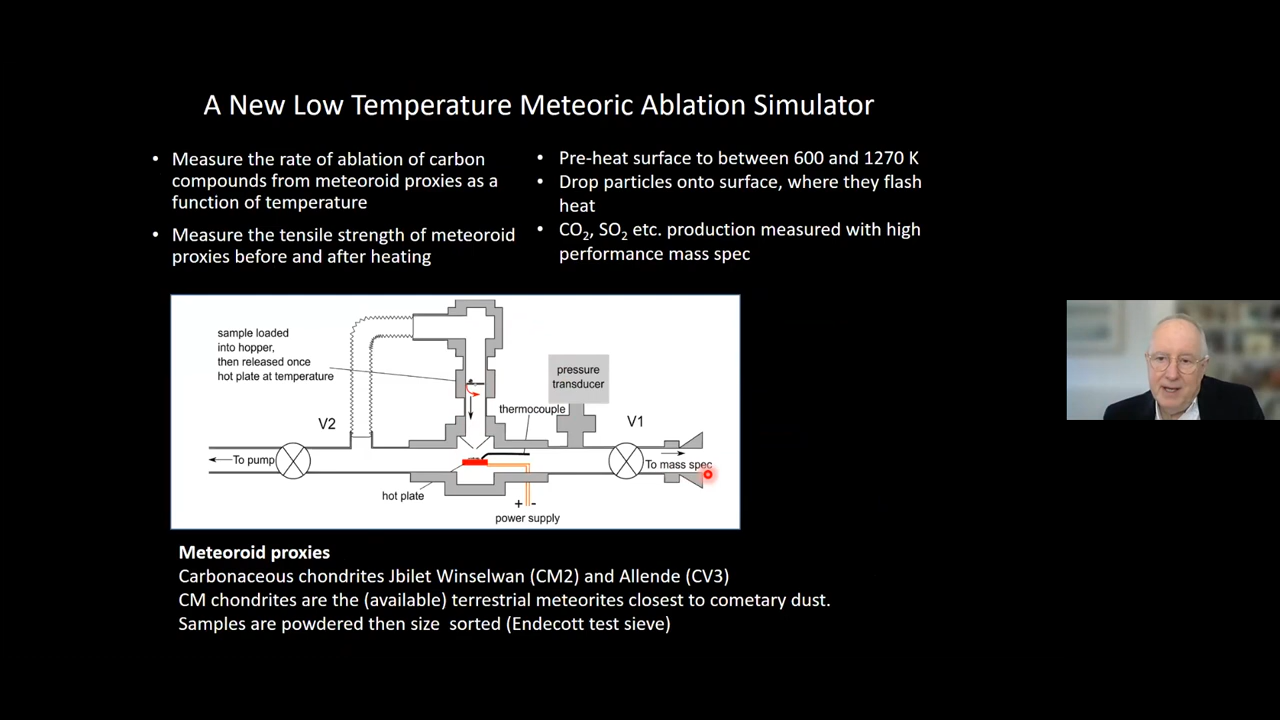 A New Low Temperature Meteoric Ablation Simulator
• Measure the rate of ablation of carbon
compounds from meteoroid proxies as a
function of temperature
• Measure the tensile strength of meteoroid
proxies before and after heating
• Pre-heat surface to between 600 and 1270 K
• Drop particles onto surface, where they flash
heat
• CO₂, SO₂ etc. production measured with high
performance mass spec
sample loaded
into hopper,
then released once
hot plate at temperature
pressure
transducer
thermocouple
V2
V1
To pump
To mass spec
hot plate
+ -
power supply
Meteoroid proxies
Carbonaceous chondrites Jbilet Winselwan (CM2) and Allende (CV3)
CM chondrites are the (available) terrestrial meteorites closest to cometary dust.
Samples are powdered then size sorted (Endecott test sieve)